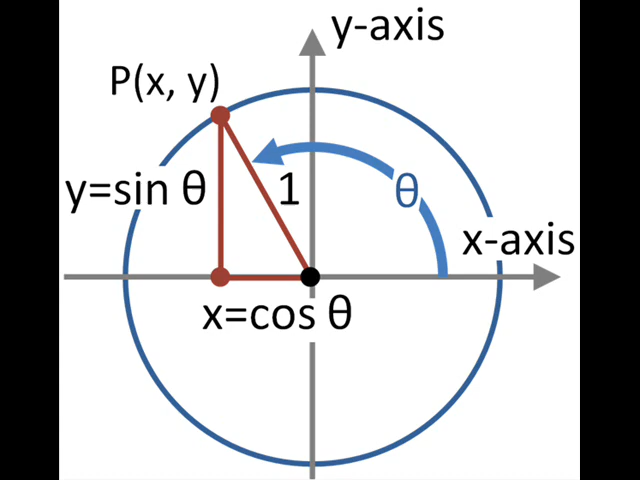 y-axis
P(x, y)
y=sin θ
1
θ
x-axis
x=cos θ